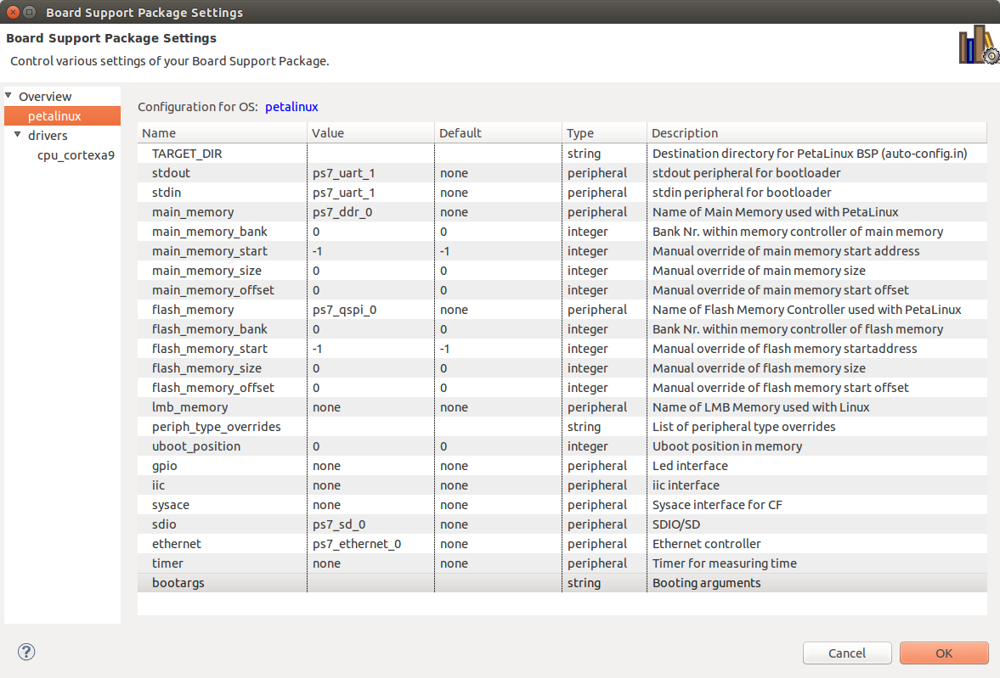 Board Support Package Settings
Board Support Package Settings
Control various settings of your Board Support Package.
Overview
petalinux
drivers
cpu_cortexa9
Configuration for OS: petalinux
Name Value Default Type Description
TARGET_DIR string Destination directory for PetaLinux BSP (auto-config.in)
stdout ps7_uart_1 none peripheral stdout peripheral for bootloader
stdin ps7_uart_1 none peripheral stdin peripheral for bootloader
main_memory ps7_ddr_0 none peripheral Name of Main Memory used with PetaLinux
main_memory_bank 0 0 integer Bank Nr. within memory controller of main memory
main_memory_start -1 -1 integer Manual override of main memory start address
main_memory_size 0 0 integer Manual override of main memory size
main_memory_offset 0 0 integer Manual override of main memory start offset
flash_memory ps7_qspi_0 none peripheral Name of Flash Memory Controller used with PetaLinux
flash_memory_bank 0 0 integer Bank Nr. within memory controller of flash memory
flash_memory_start -1 -1 integer Manual override of flash memory startaddress
flash_memory_size 0 0 integer Manual override of flash memory size
flash_memory_offset 0 0 integer Manual override of flash memory start offset
lmb_memory none none peripheral Name of LMB Memory used with Linux
periph_type_overrides string List of peripheral type overrides
uboot_position 0 0 integer Uboot position in memory
gpio none none peripheral Led interface
iic none none peripheral iic interface
sysace none none peripheral Sysace interface for CF
sdio ps7_sd_0 none peripheral SDIO/SD
ethernet ps7_ethernet_0 none peripheral Ethernet controller
timer none none peripheral Timer for measuring time
bootargs string Booting arguments
? Cancel OK